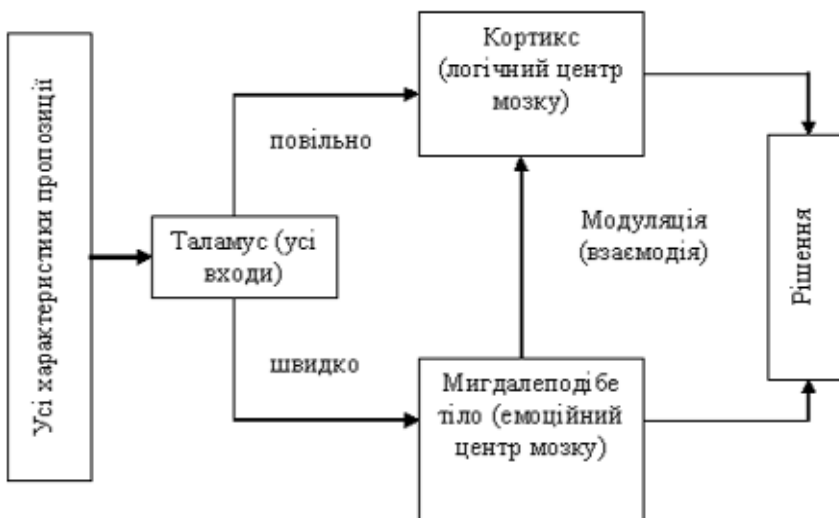 Усі характеристики пропозиції
Таламус (усі
входи)
повільно
швидко
Кортикс
(логічний центр
мозку)
Модуляція
(взаємодія)
Мигдалеподібе
тіло (емоційний
центр мозку)
Рішення